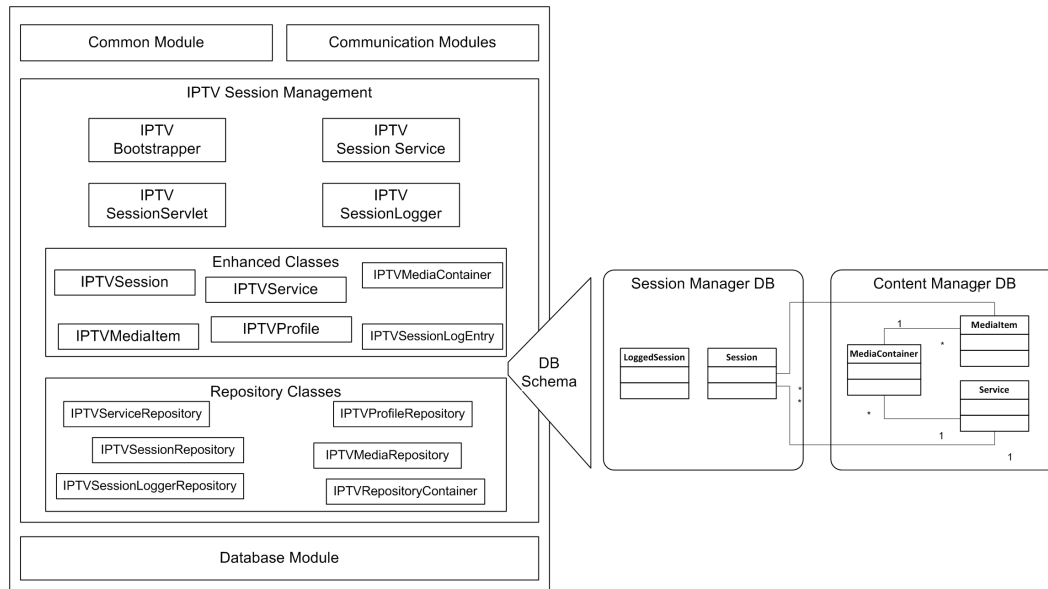 Common Module
Communication Modules
IPTV Session Management
IPTV
Bootstrapper
IPTV
Session Service
IPTV
SessionServlet
IPTV
SessionLogger
Enhanced Classes
IPTVSession
IPTVService
IPTVMediaContainer
IPTVMediaItem
IPTVProfile
IPTVSessionLogEntry
Repository Classes
IPTVServiceRepository
IPTVProfileRepository
IPTVSessionRepository
IPTVMediaRepository
IPTVSessionLoggerRepository
IPTVRepositoryContainer
Database Module
DB
Schema
Session Manager DB
LoggedSession
Session
*
*
Content Manager DB
1
MediaItem
*
MediaContainer
Service
*
1
1